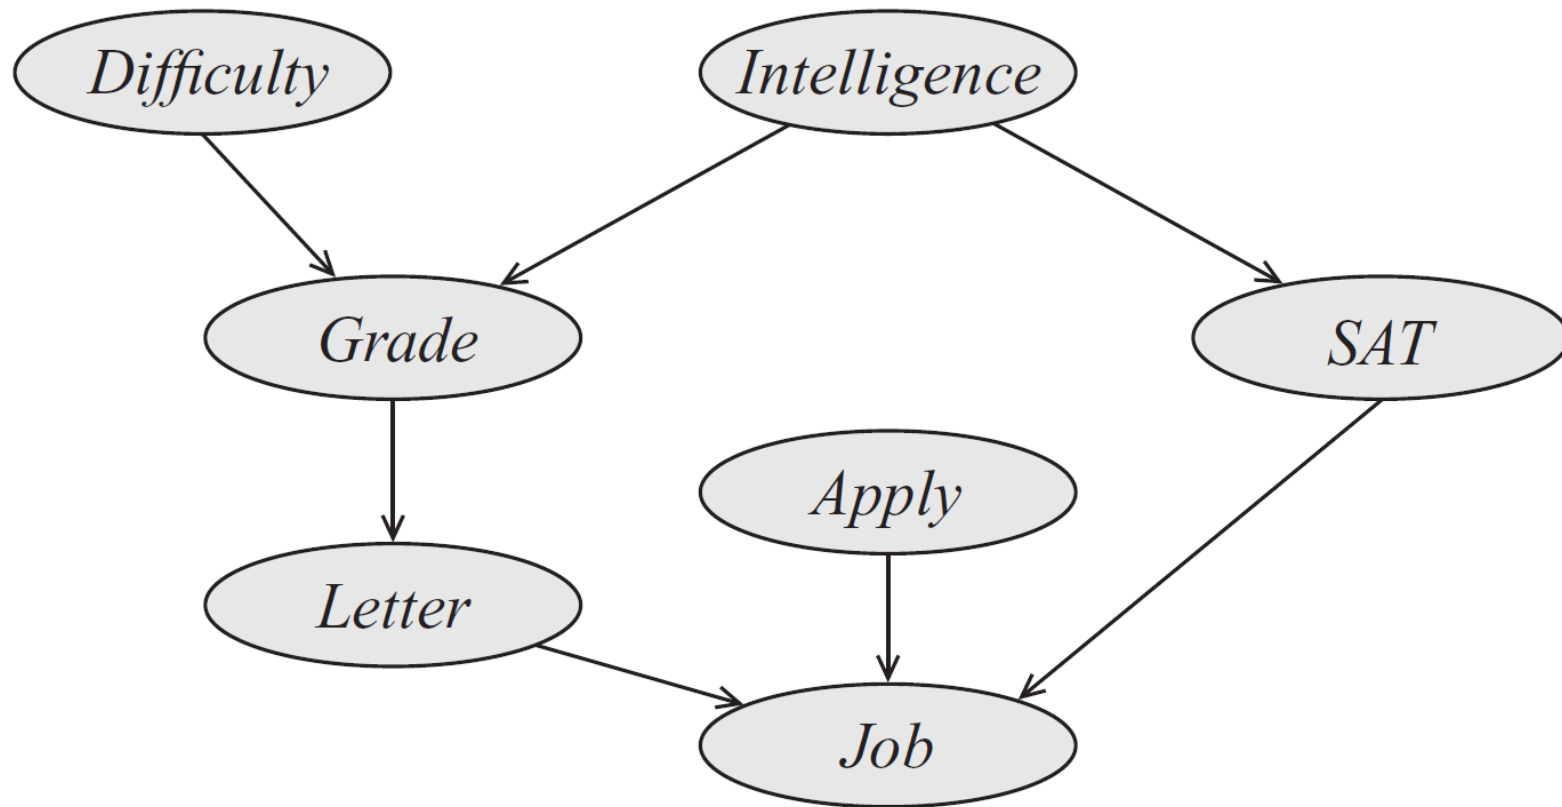 Difficulty
Intelligence
Grade
SAT
Apply
Letter
Job